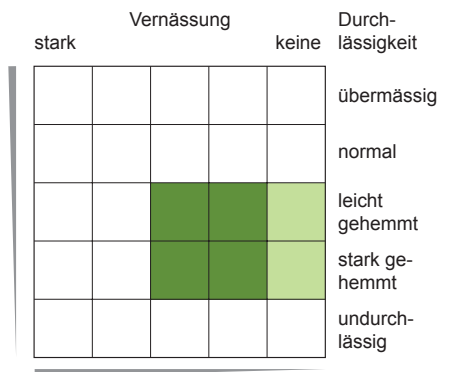 Vernässung
Durch-
stark
keine
lässigkeit
übermässig
normal
leicht
gehemmt
stark ge-
hemmt
undurch-
lässig